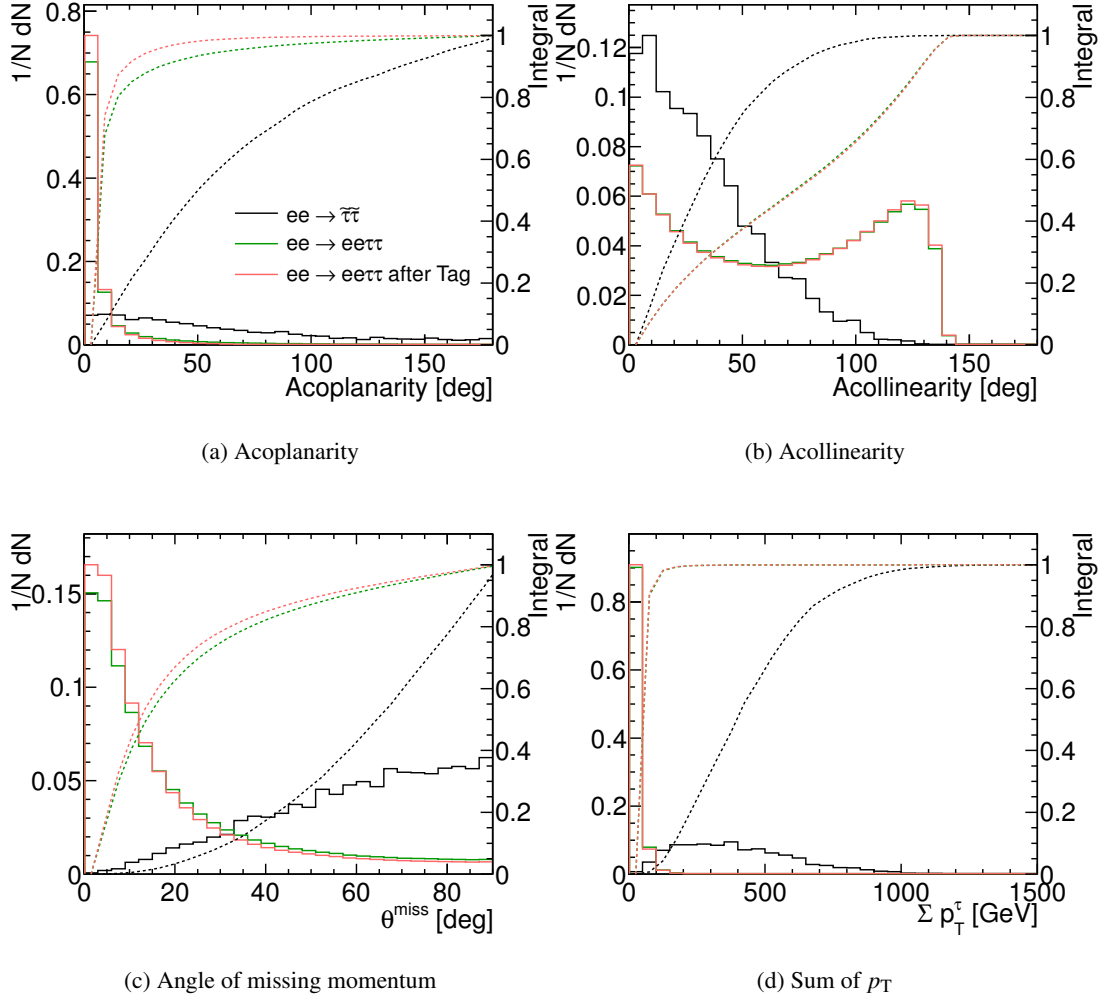 1/N dN
0.8
0.6
0.4
0.2
0
1
0.8
0.6
0.4
0.2
0
Integral
ee → τ̃τ̃
ee → eeττ
ee → eeττ after Tag
0 50 100 150
Acoplanarity [deg]
(a) Acoplanarity
1/N dN
0.12
0.1
0.08
0.06
0.04
0.02
0
1
0.8
0.6
0.4
0.2
0
Integral
0 50 100 150
Acollinearity [deg]
(b) Acollinearity
1/N dN
0.15
0.1
0.05
0
1
0.8
0.6
0.4
0.2
0
Integral
0 20 40 60 80
θ^miss [deg]
(c) Angle of missing momentum
1/N dN
0.8
0.6
0.4
0.2
0
1
0.8
0.6
0.4
0.2
0
Integral
0 500 1000 1500
Σ p_T^τ [GeV]
(d) Sum of p_T